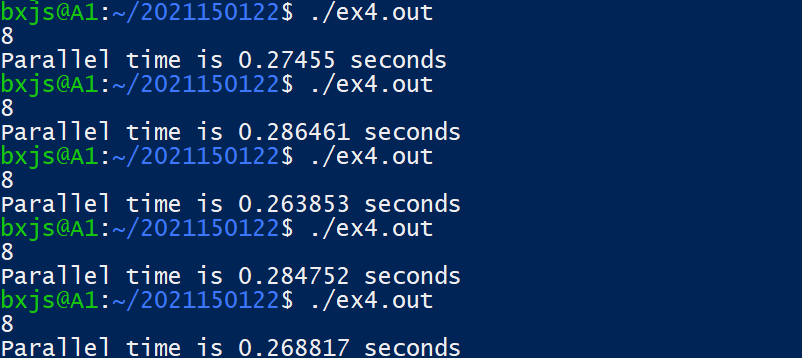 bxjs@A1:~/2021150122$ ./ex4.out
8
Parallel time is 0.27455 seconds
bxjs@A1:~/2021150122$ ./ex4.out
8
Parallel time is 0.286461 seconds
bxjs@A1:~/2021150122$ ./ex4.out
8
Parallel time is 0.263853 seconds
bxjs@A1:~/2021150122$ ./ex4.out
8
Parallel time is 0.284752 seconds
bxjs@A1:~/2021150122$ ./ex4.out
8
Parallel time is 0.268817 seconds